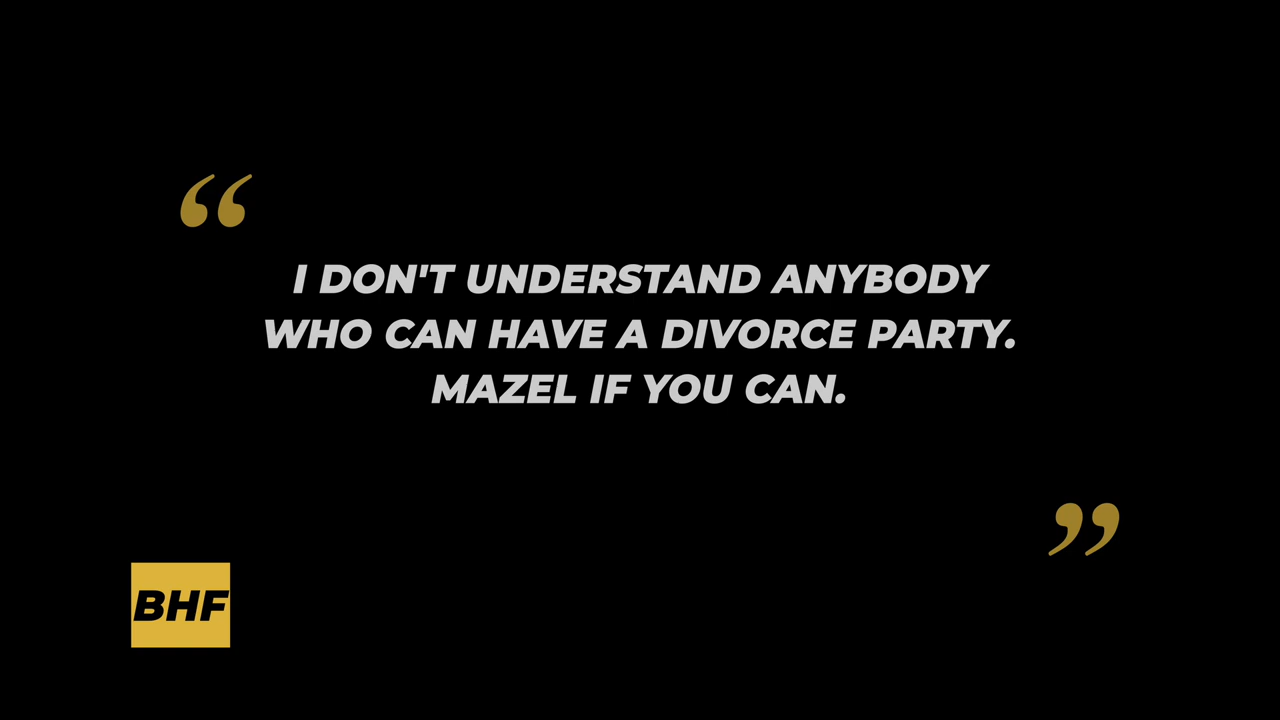 “
I DON'T UNDERSTAND ANYBODY
WHO CAN HAVE A DIVORCE PARTY.
MAZEL IF YOU CAN.
”
BHF